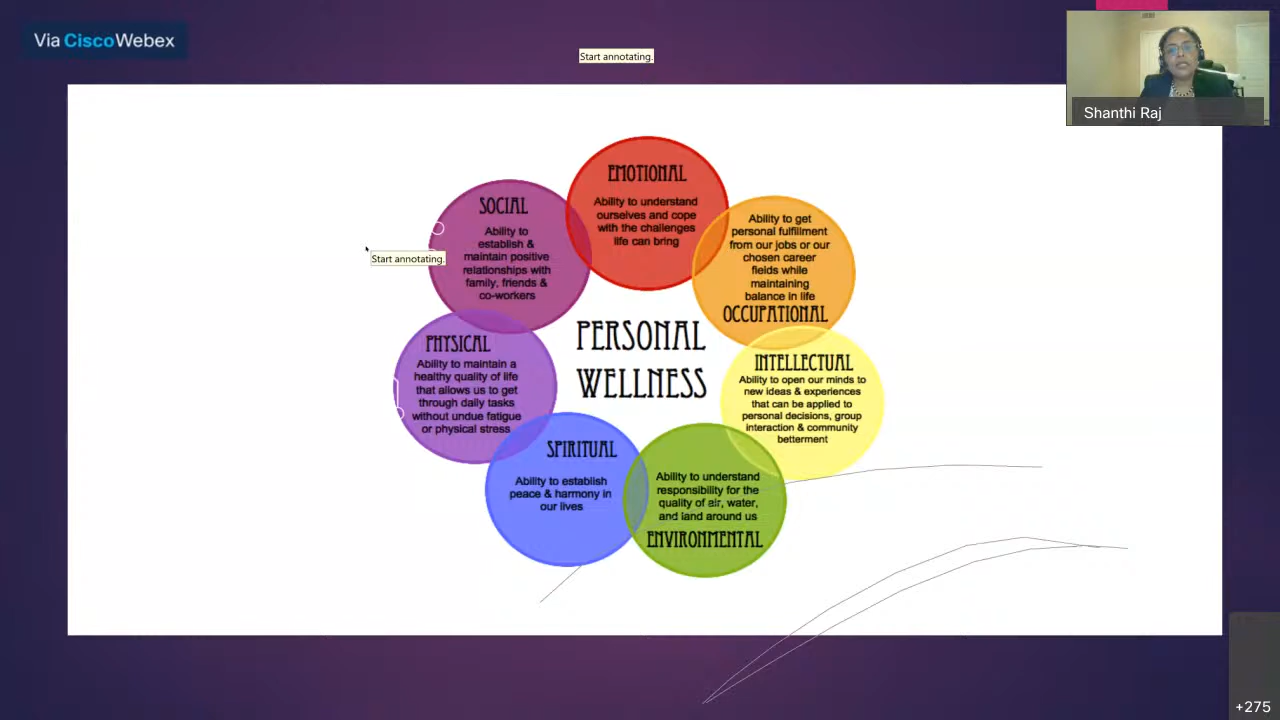 Via CiscoWebex
Start annotating.
Shanthi Raj
EMOTIONAL
Ability to understand
ourselves and cope
with the challenges
life can bring
SOCIAL
Ability to
establish &
maintain positive
relationships with
family, friends &
co-workers
Start annotating.
Ability to get
personal fulfillment
from our jobs or our
chosen career
fields while
maintaining
balance in life
OCCUPATIONAL
PERSONAL
WELLNESS
PHYSICAL
Ability to maintain a
healthy quality of life
that allows us to get
through daily tasks
without undue fatigue
or physical stress
INTELLECTUAL
Ability to open our minds to
new ideas & experiences
that can be applied to
personal decisions, group
interaction & community
betterment
SPIRITUAL
Ability to establish
peace & harmony in
our lives
Ability to understand
responsibility for the
quality of air, water,
and land around us
ENVIRONMENTAL
+275